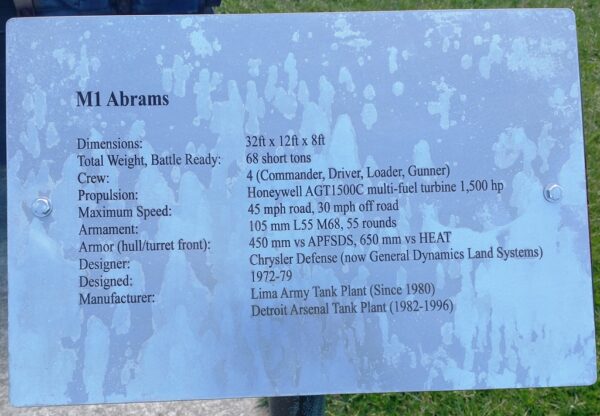 M1 Abrams
Dimensions: 32ft x 12ft x 8ft
Total Weight, Battle Ready: 68 short tons
Crew: 4 (Commander, Driver, Loader, Gunner)
Propulsion: Honeywell AGT1500C multi-fuel turbine 1,500 hp
Maximum Speed: 45 mph road, 30 mph off road
Armament: 105 mm L55 M68, 55 rounds
Armor (hull/turret front): 450 mm vs APFSDS, 650 mm vs HEAT
Designer: Chrysler Defense (now General Dynamics Land Systems)
Designed: 1972-79
Manufacturer: Lima Army Tank Plant (Since 1980)
Detroit Arsenal Tank Plant (1982-1996)